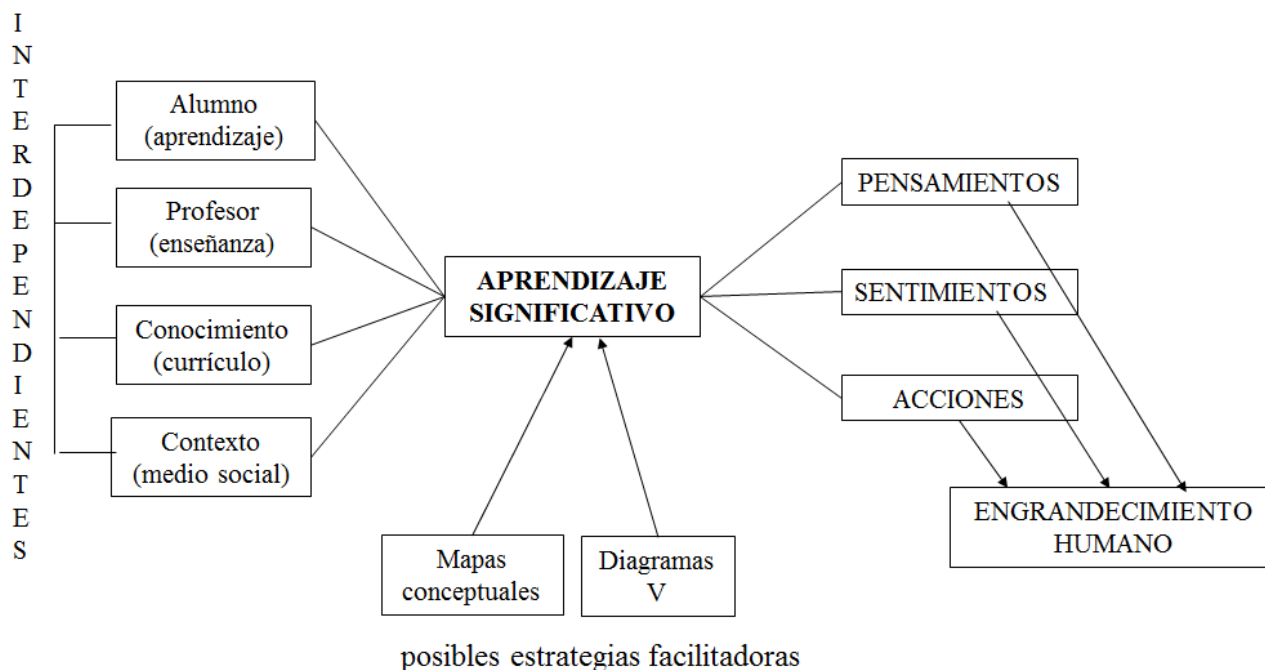 INTERDEPENDIENTES
Alumno
(aprendizaje)
Profesor
(enseñanza)
Conocimiento
(currículo)
Contexto
(medio social)
APRENDIZAJE
SIGNIFICATIVO
Mapas
conceptuales
Diagramas
V
posibles estrategias facilitadoras
PENSAMIENTOS
SENTIMIENTOS
ACCIONES
ENGRANDECIMIENTO
HUMANO